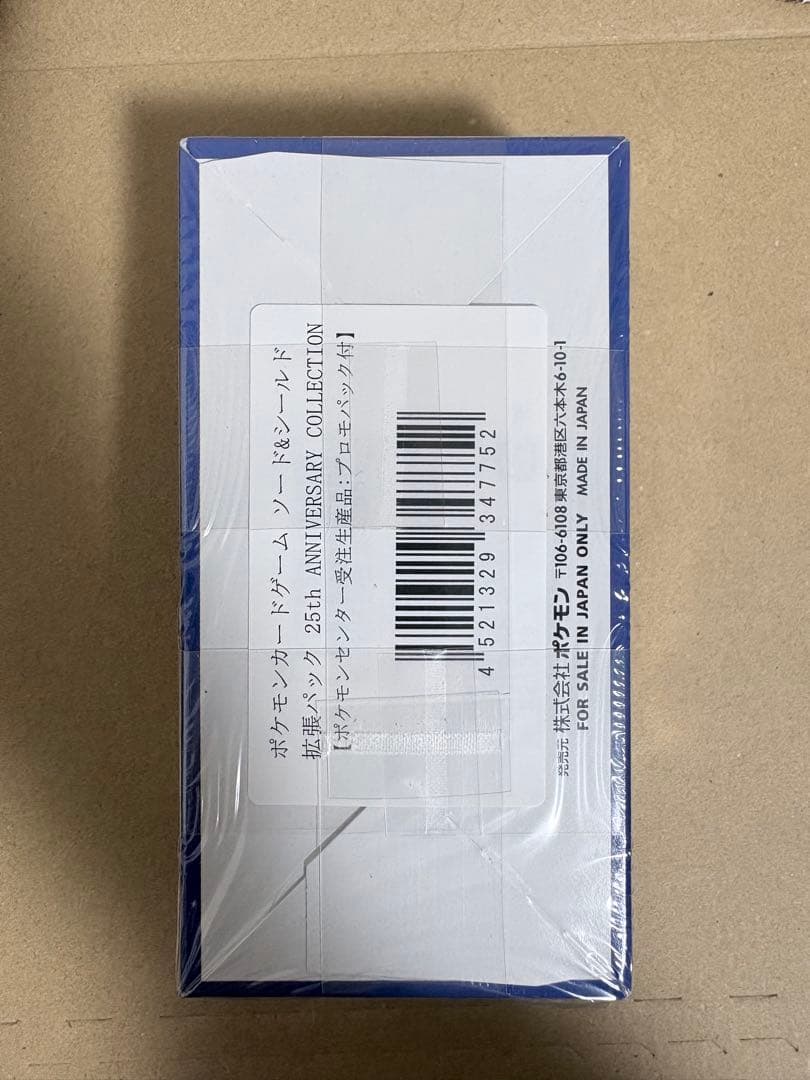 ポケモンカードゲーム ソード&シールド
拡張パック 25th ANNIVERSARY COLLECTION
【ポケモンセンター受注生産品:プロモパック付】
4 521329 347752
発売元 株式会社 ポケモン 〒106-6108 東京都港区六本木6-10-1
FOR SALE IN JAPAN ONLY MADE IN JAPAN